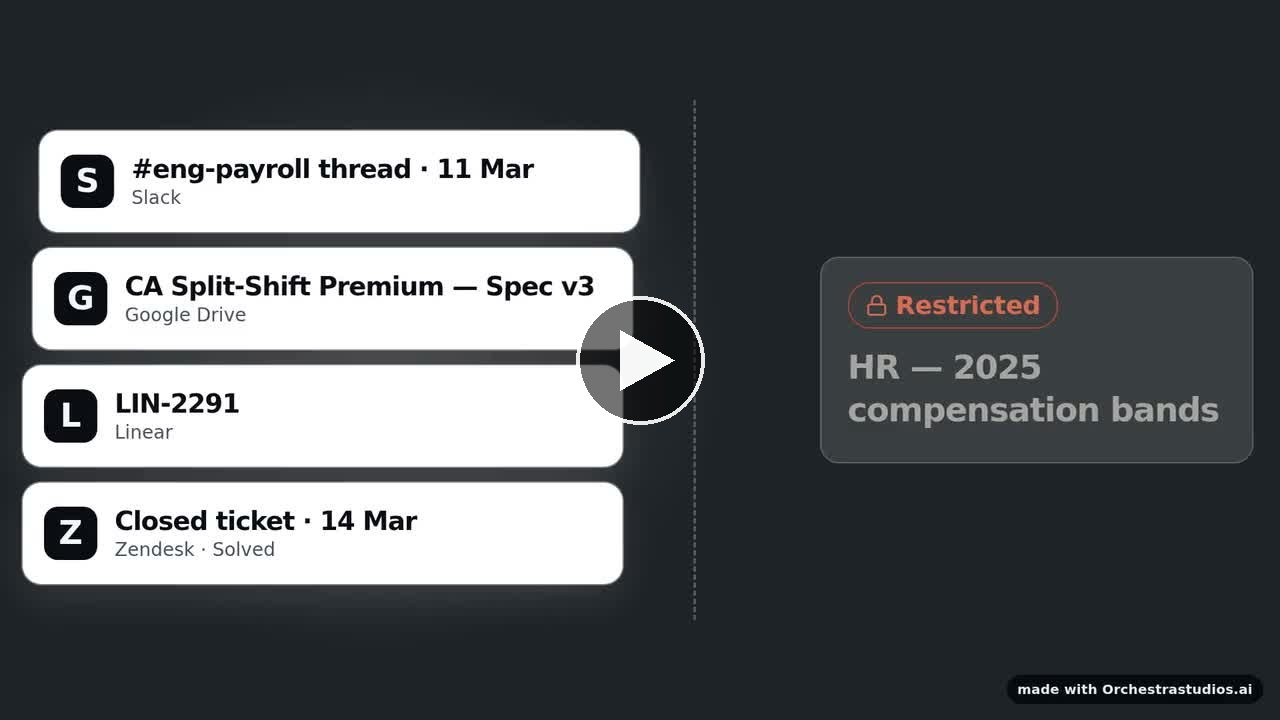 S
#eng-payroll thread · 11 Mar
Slack
G
CA Split-Shift Premium — Spec v3
Google Drive
L
LIN-2291
Linear
Z
Closed ticket · 14 Mar
Zendesk · Solved
Restricted
HR — 2025
compensation bands
made with Orchestrastudios.ai